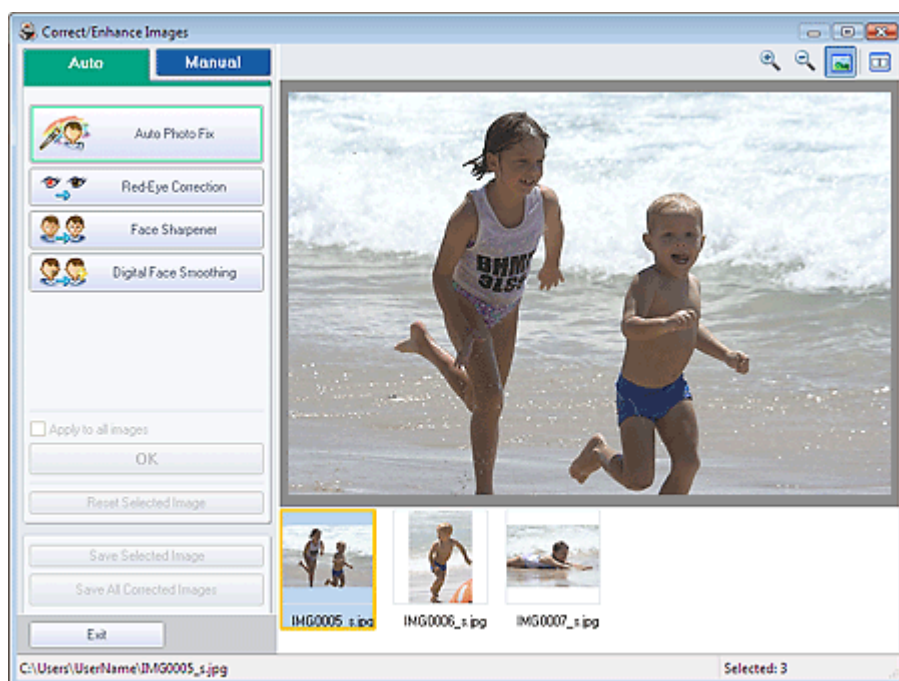 Correct/Enhance Images
Auto
Manual
Auto Photo Fix
Red-Eye Correction
Face Sharpener
Digital Face Smoothing
Apply to all images
OK
Reset Selected Image
Save Selected Image
Save All Corrected Images
Exit
IMG0005_s.jpg
IMG0006_s.jpg
IMG0007_s.jpg
C:\Users\UserName\IMG0005_s.jpg
Selected: 3